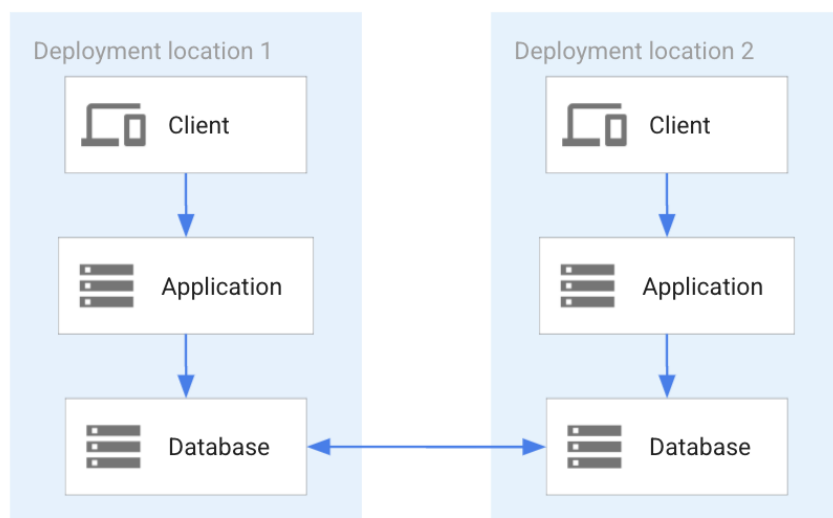 Deployment location 1
Client
Application
Database
Deployment location 2
Client
Application
Database